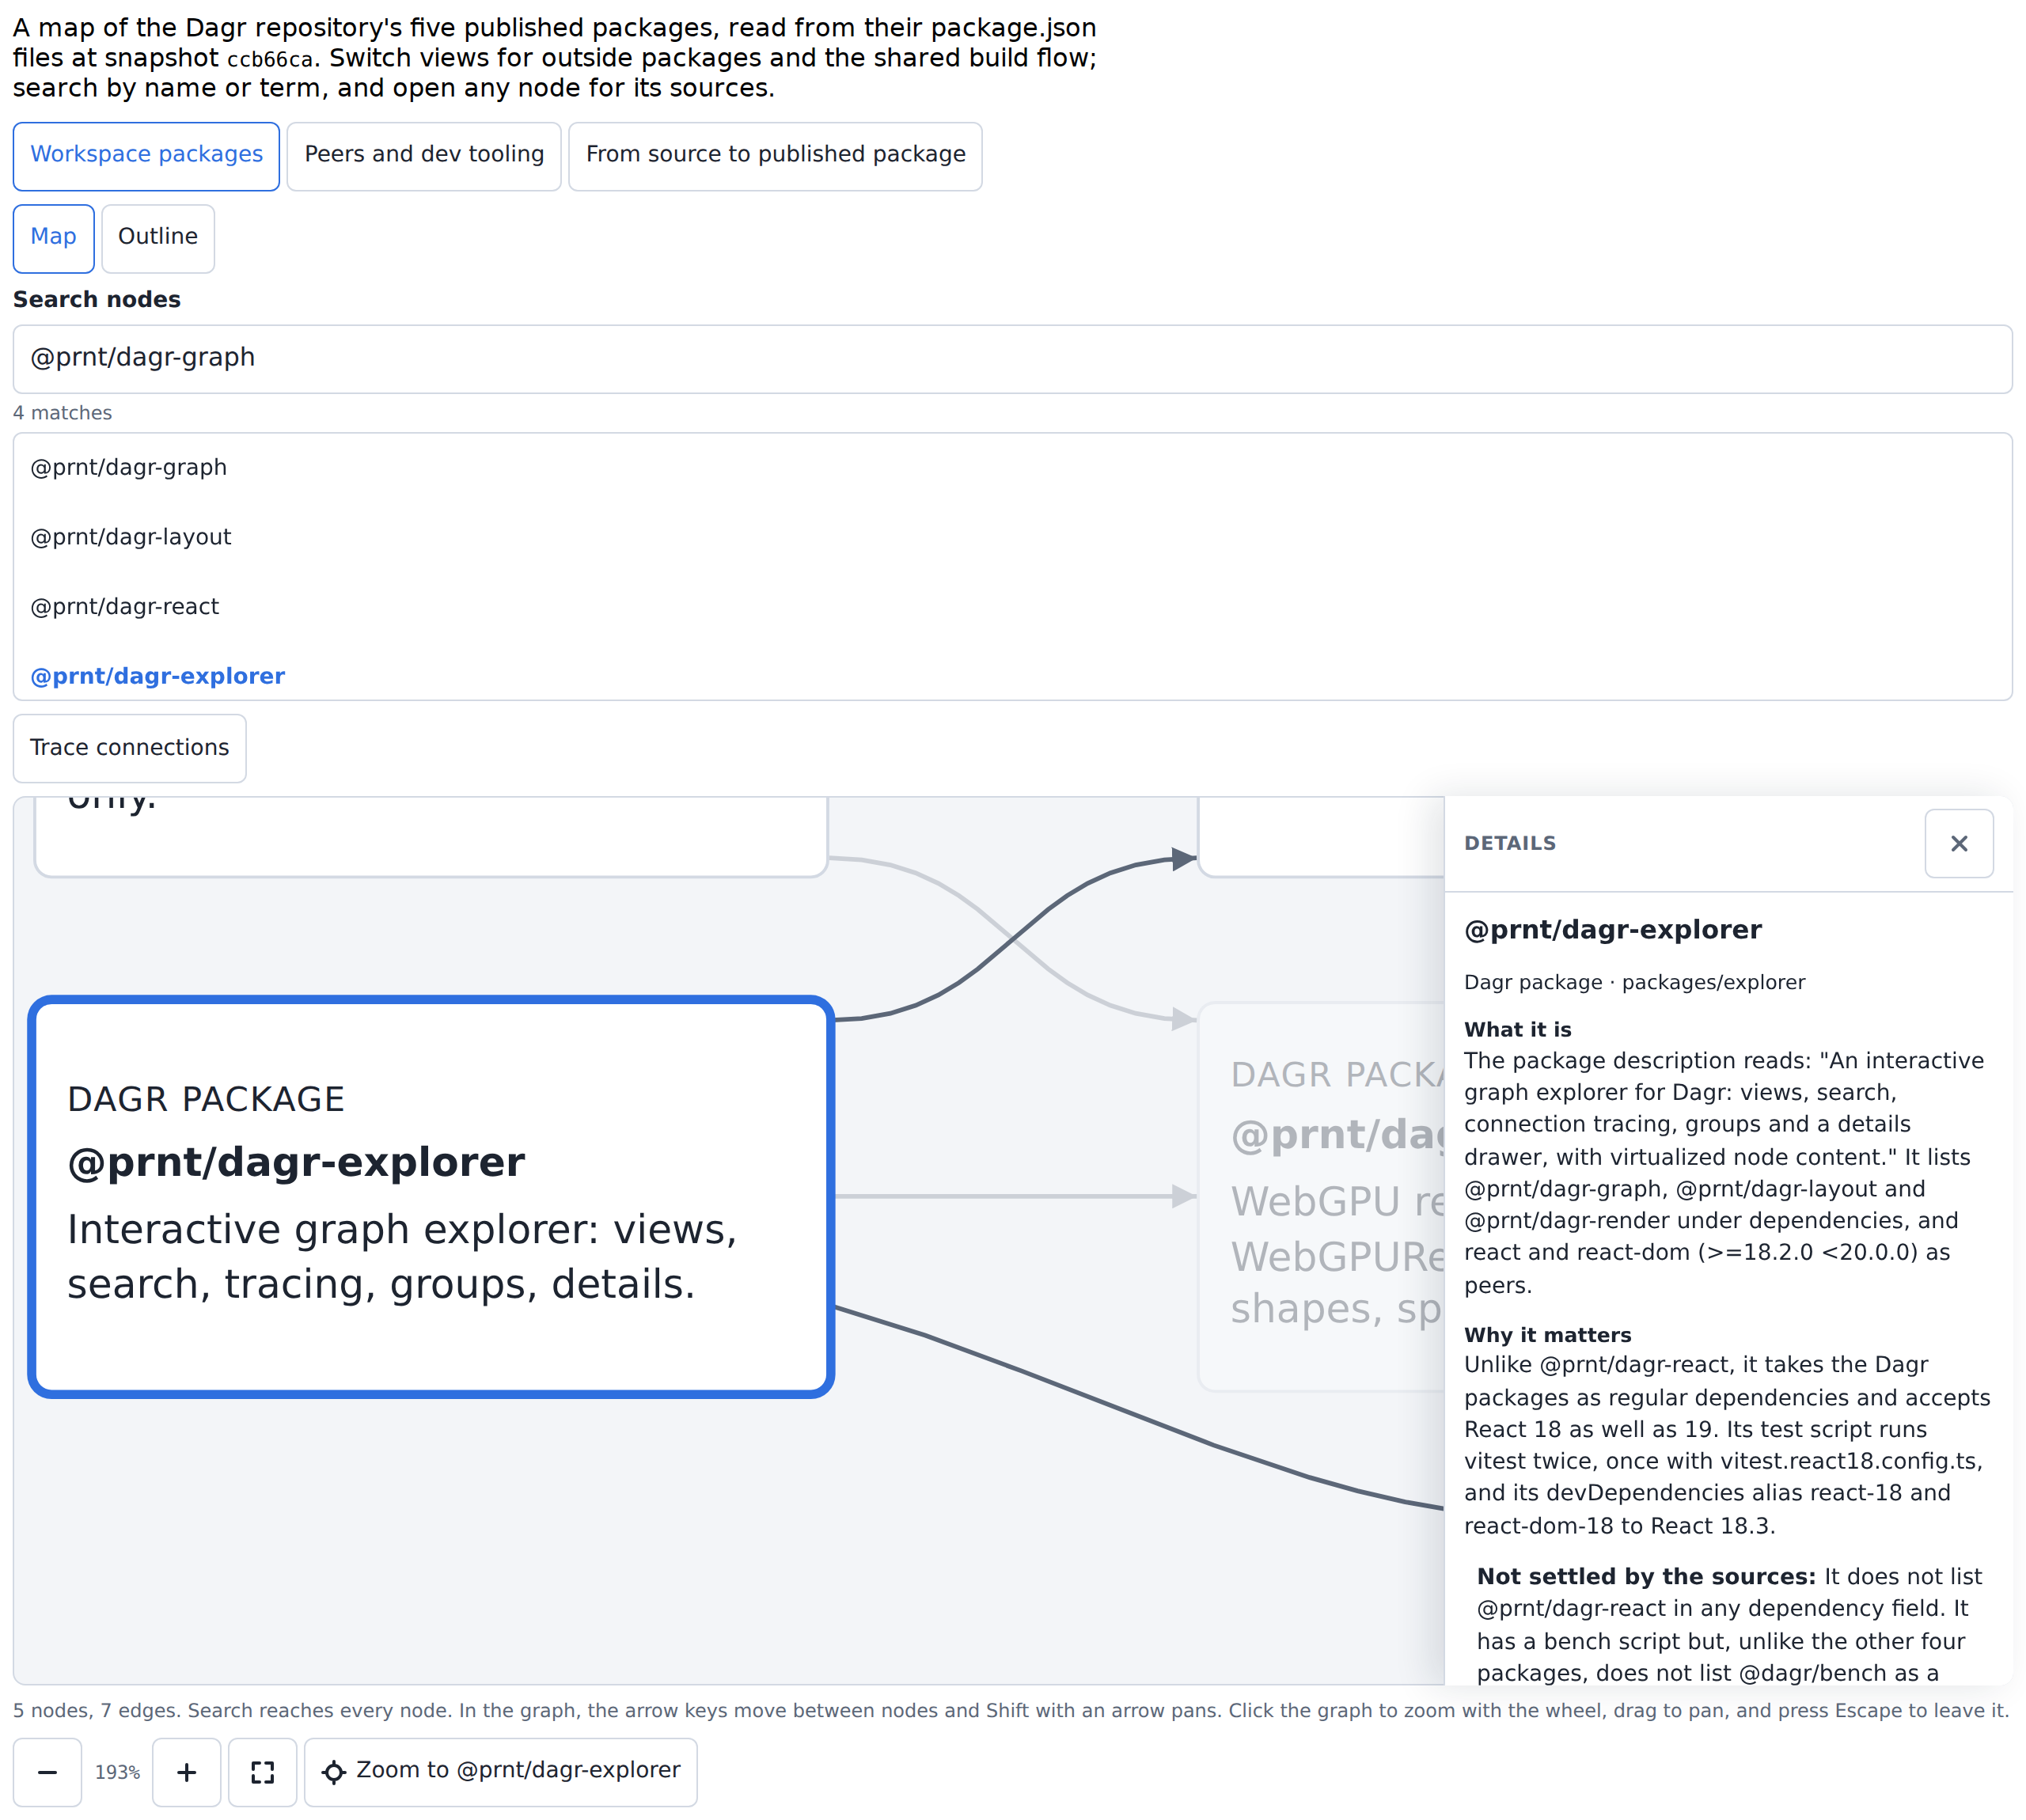 A map of the Dagr repository's five published packages, read from their package.json
files at snapshot ccb66ca. Switch views for outside packages and the shared build flow;
search by name or term, and open any node for its sources.
Workspace packages
Peers and dev tooling
From source to published package
Map
Outline
Search nodes
@prnt/dagr-graph
4 matches
@prnt/dagr-graph
@prnt/dagr-layout
@prnt/dagr-react
@prnt/dagr-explorer
Trace connections
only.
DAGR PACKAGE
@prnt/dagr-explorer
Interactive graph explorer: views,
search, tracing, groups, details.
DAGR PACKA
@prnt/dag
WebGPU re
WebGPURe
shapes, sp
DETAILS
@prnt/dagr-explorer
Dagr package · packages/explorer
What it is
The package description reads: "An interactive
graph explorer for Dagr: views, search,
connection tracing, groups and a details
drawer, with virtualized node content." It lists
@prnt/dagr-graph, @prnt/dagr-layout and
@prnt/dagr-render under dependencies, and
react and react-dom (>=18.2.0 <20.0.0) as
peers.
Why it matters
Unlike @prnt/dagr-react, it takes the Dagr
packages as regular dependencies and accepts
React 18 as well as 19. Its test script runs
vitest twice, once with vitest.react18.config.ts,
and its devDependencies alias react-18 and
react-dom-18 to React 18.3.
Not settled by the sources: It does not list
@prnt/dagr-react in any dependency field. It
has a bench script but, unlike the other four
packages, does not list @dagr/bench as a
5 nodes, 7 edges. Search reaches every node. In the graph, the arrow keys move between nodes and Shift with an arrow pans. Click the graph to zoom with the wheel, drag to pan, and press Escape to leave it.
193%
Zoom to @prnt/dagr-explorer